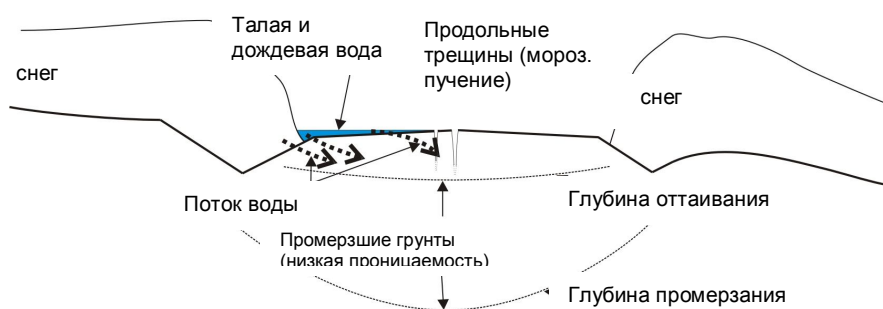 Талая и
дождевая вода
Продольные
трещины (мороз.
пучение)
снег
снег
Поток воды
Глубина оттаивания
Промерзшие грунты
(низкая проницаемость)
Глубина промерзания